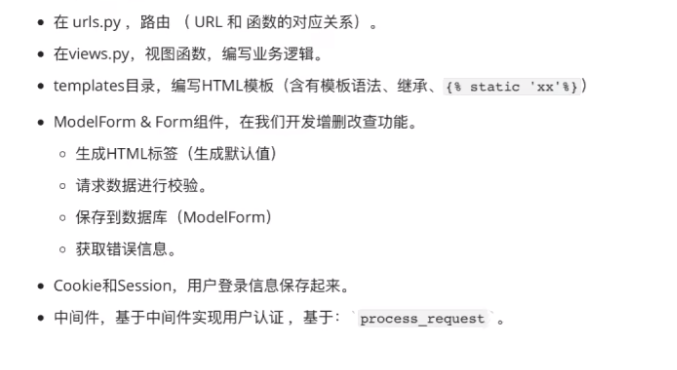 在 urls.py ，路由 （ URL 和 函数的对应关系）。
在views.py，视图函数，编写业务逻辑。
templates目录，编写HTML模板（含有模板语法、继承、{% static 'xx'%}）
ModelForm & Form组件，在我们开发增删改查功能。
生成HTML标签（生成默认值）
请求数据进行校验。
保存到数据库（ModelForm）
获取错误信息。
Cookie和Session，用户登录信息保存起来。
中间件，基于中间件实现用户认证 ，基于：`process_request`。